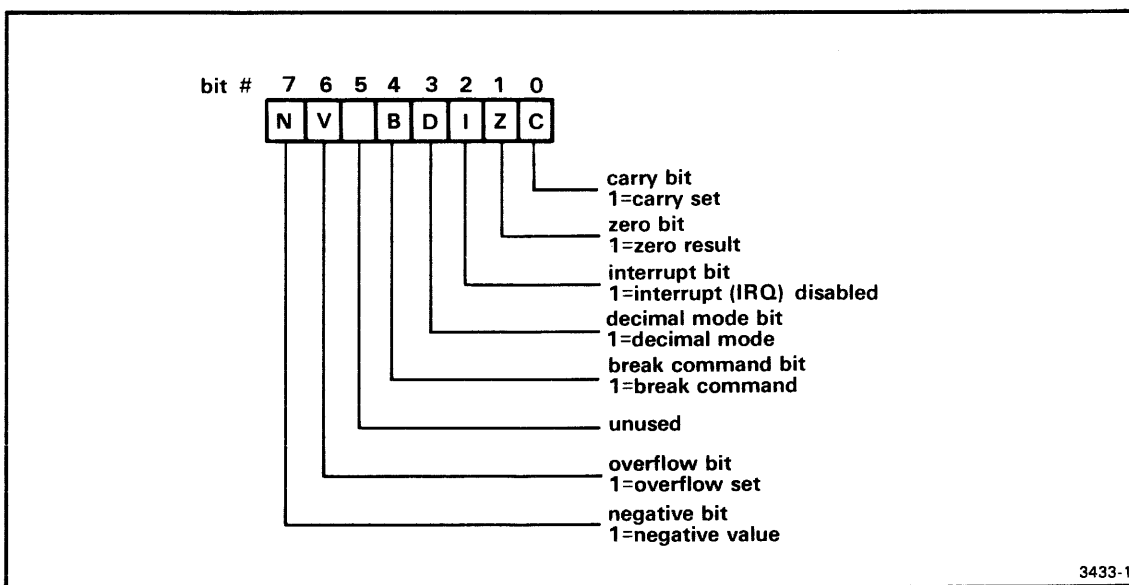 bit # 7 6 5 4 3 2 1 0
N V B D I Z C
carry bit
1=carry set
zero bit
1=zero result
interrupt bit
1=interrupt (IRQ) disabled
decimal mode bit
1=decimal mode
break command bit
1=break command
unused
overflow bit
1=overflow set
negative bit
1=negative value
3433-1